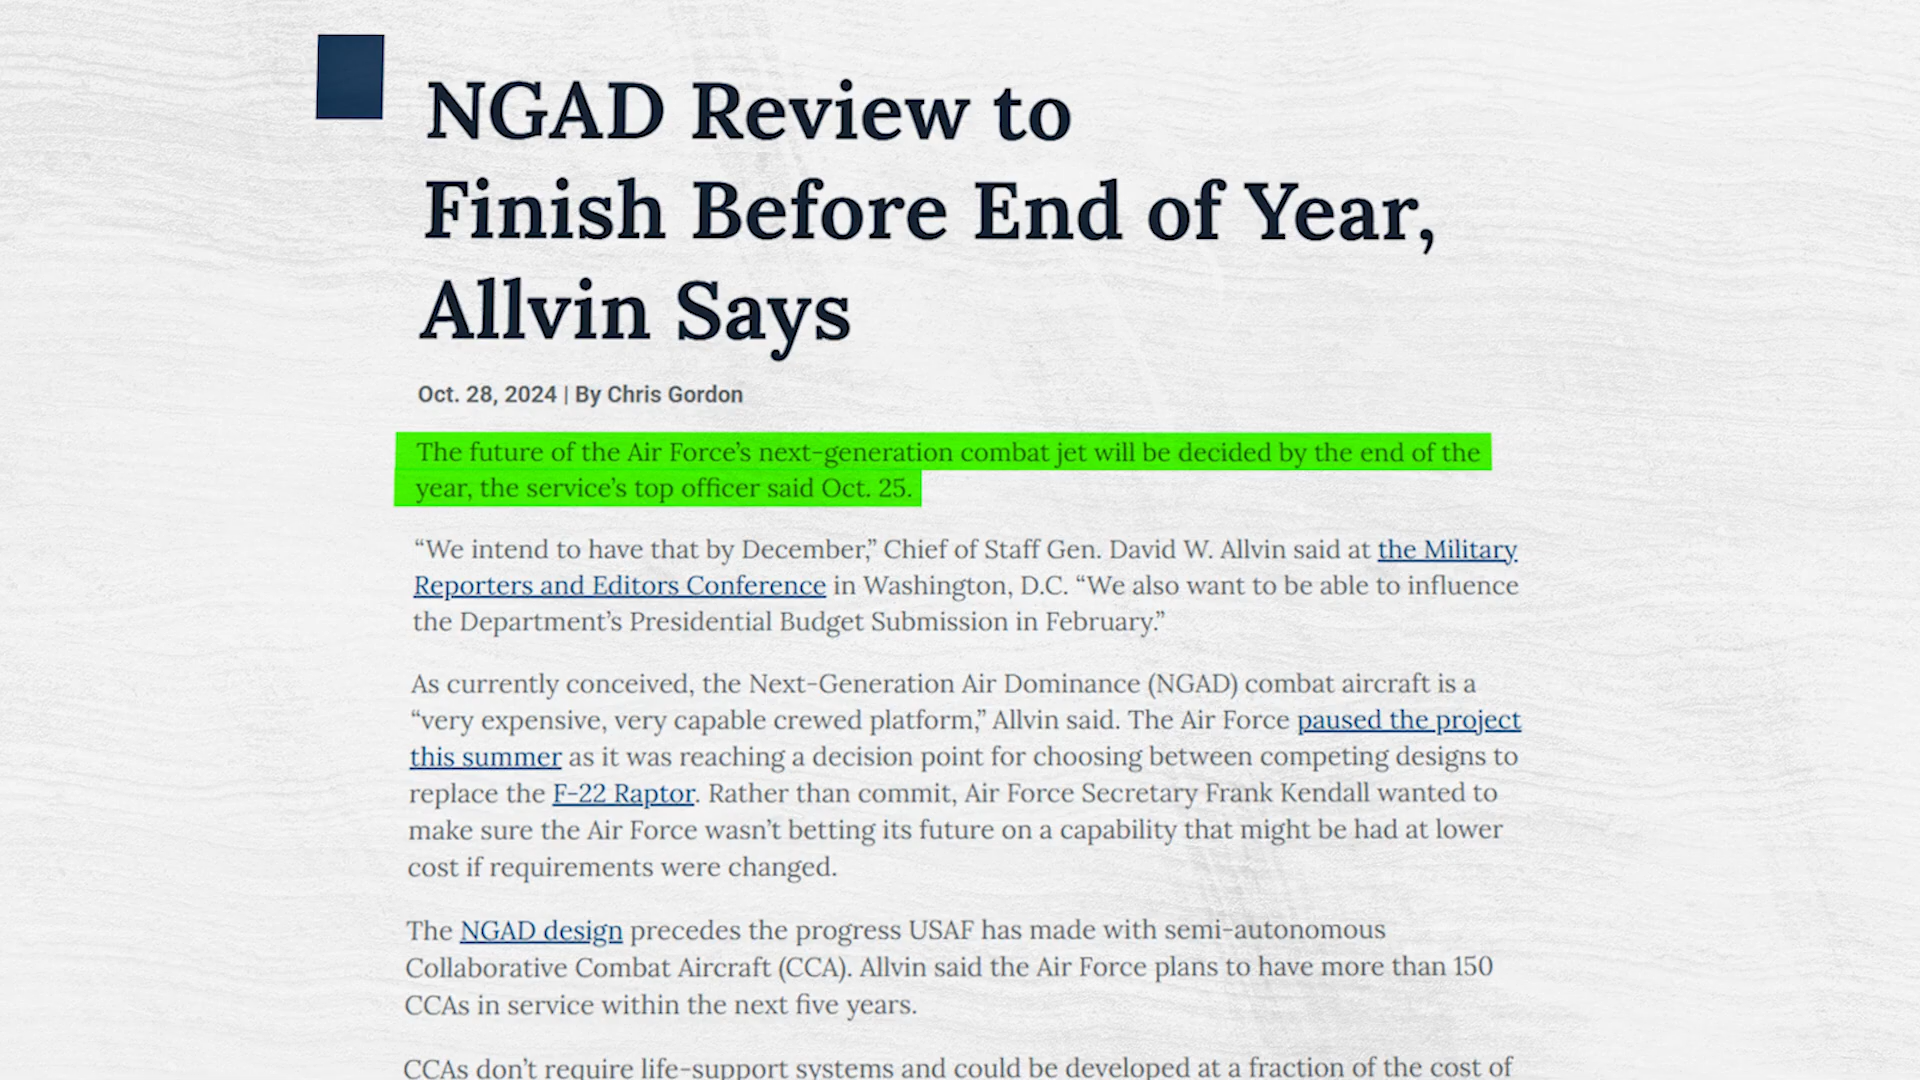 NGAD Review to
Finish Before End of Year,
Allvin Says
Oct. 28, 2024 | By Chris Gordon
The future of the Air Force’s next-generation combat jet will be decided by the end of the
year, the service’s top officer said Oct. 25.
“We intend to have that by December,” Chief of Staff Gen. David W. Allvin said at the Military
Reporters and Editors Conference in Washington, D.C. “We also want to be able to influence
the Department’s Presidential Budget Submission in February.”
As currently conceived, the Next-Generation Air Dominance (NGAD) combat aircraft is a
“very expensive, very capable crewed platform,” Allvin said. The Air Force paused the project
this summer as it was reaching a decision point for choosing between competing designs to
replace the F-22 Raptor. Rather than commit, Air Force Secretary Frank Kendall wanted to
make sure the Air Force wasn’t betting its future on a capability that might be had at lower
cost if requirements were changed.
The NGAD design precedes the progress USAF has made with semi-autonomous
Collaborative Combat Aircraft (CCA). Allvin said the Air Force plans to have more than 150
CCAs in service within the next five years.
CCAs don’t require life-support systems and could be developed at a fraction of the cost of